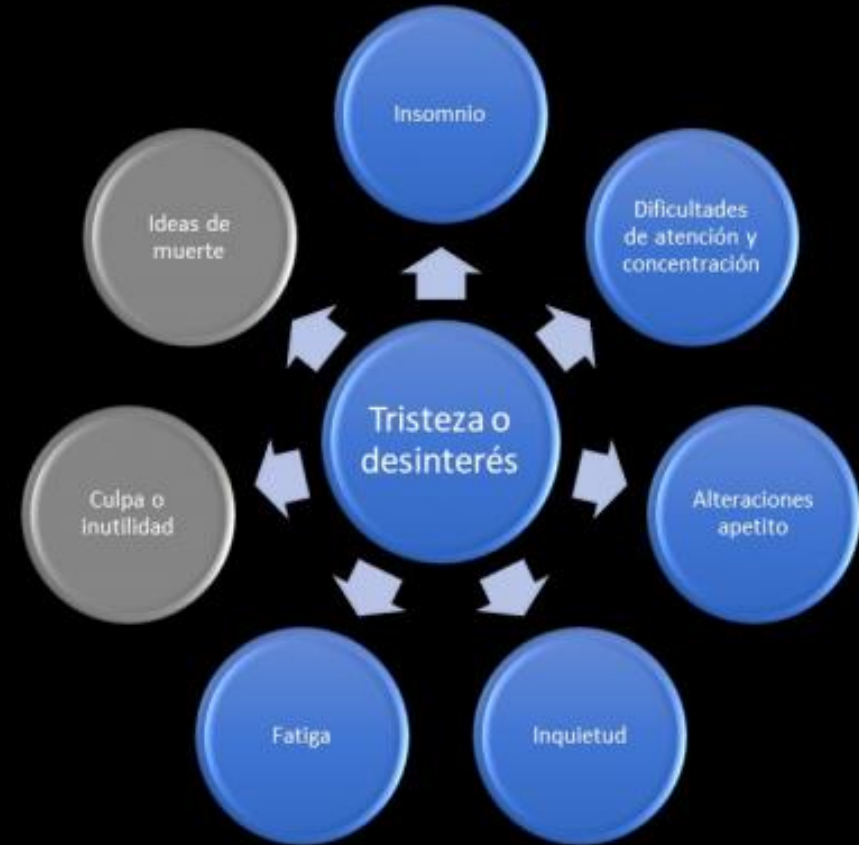 Insomnio
Dificultades
de atención y
concentración
Alteraciones
apetito
Inquietud
Fatiga
Culpa o
inutilidad
Ideas de
muerte
Tristeza o
desinterés